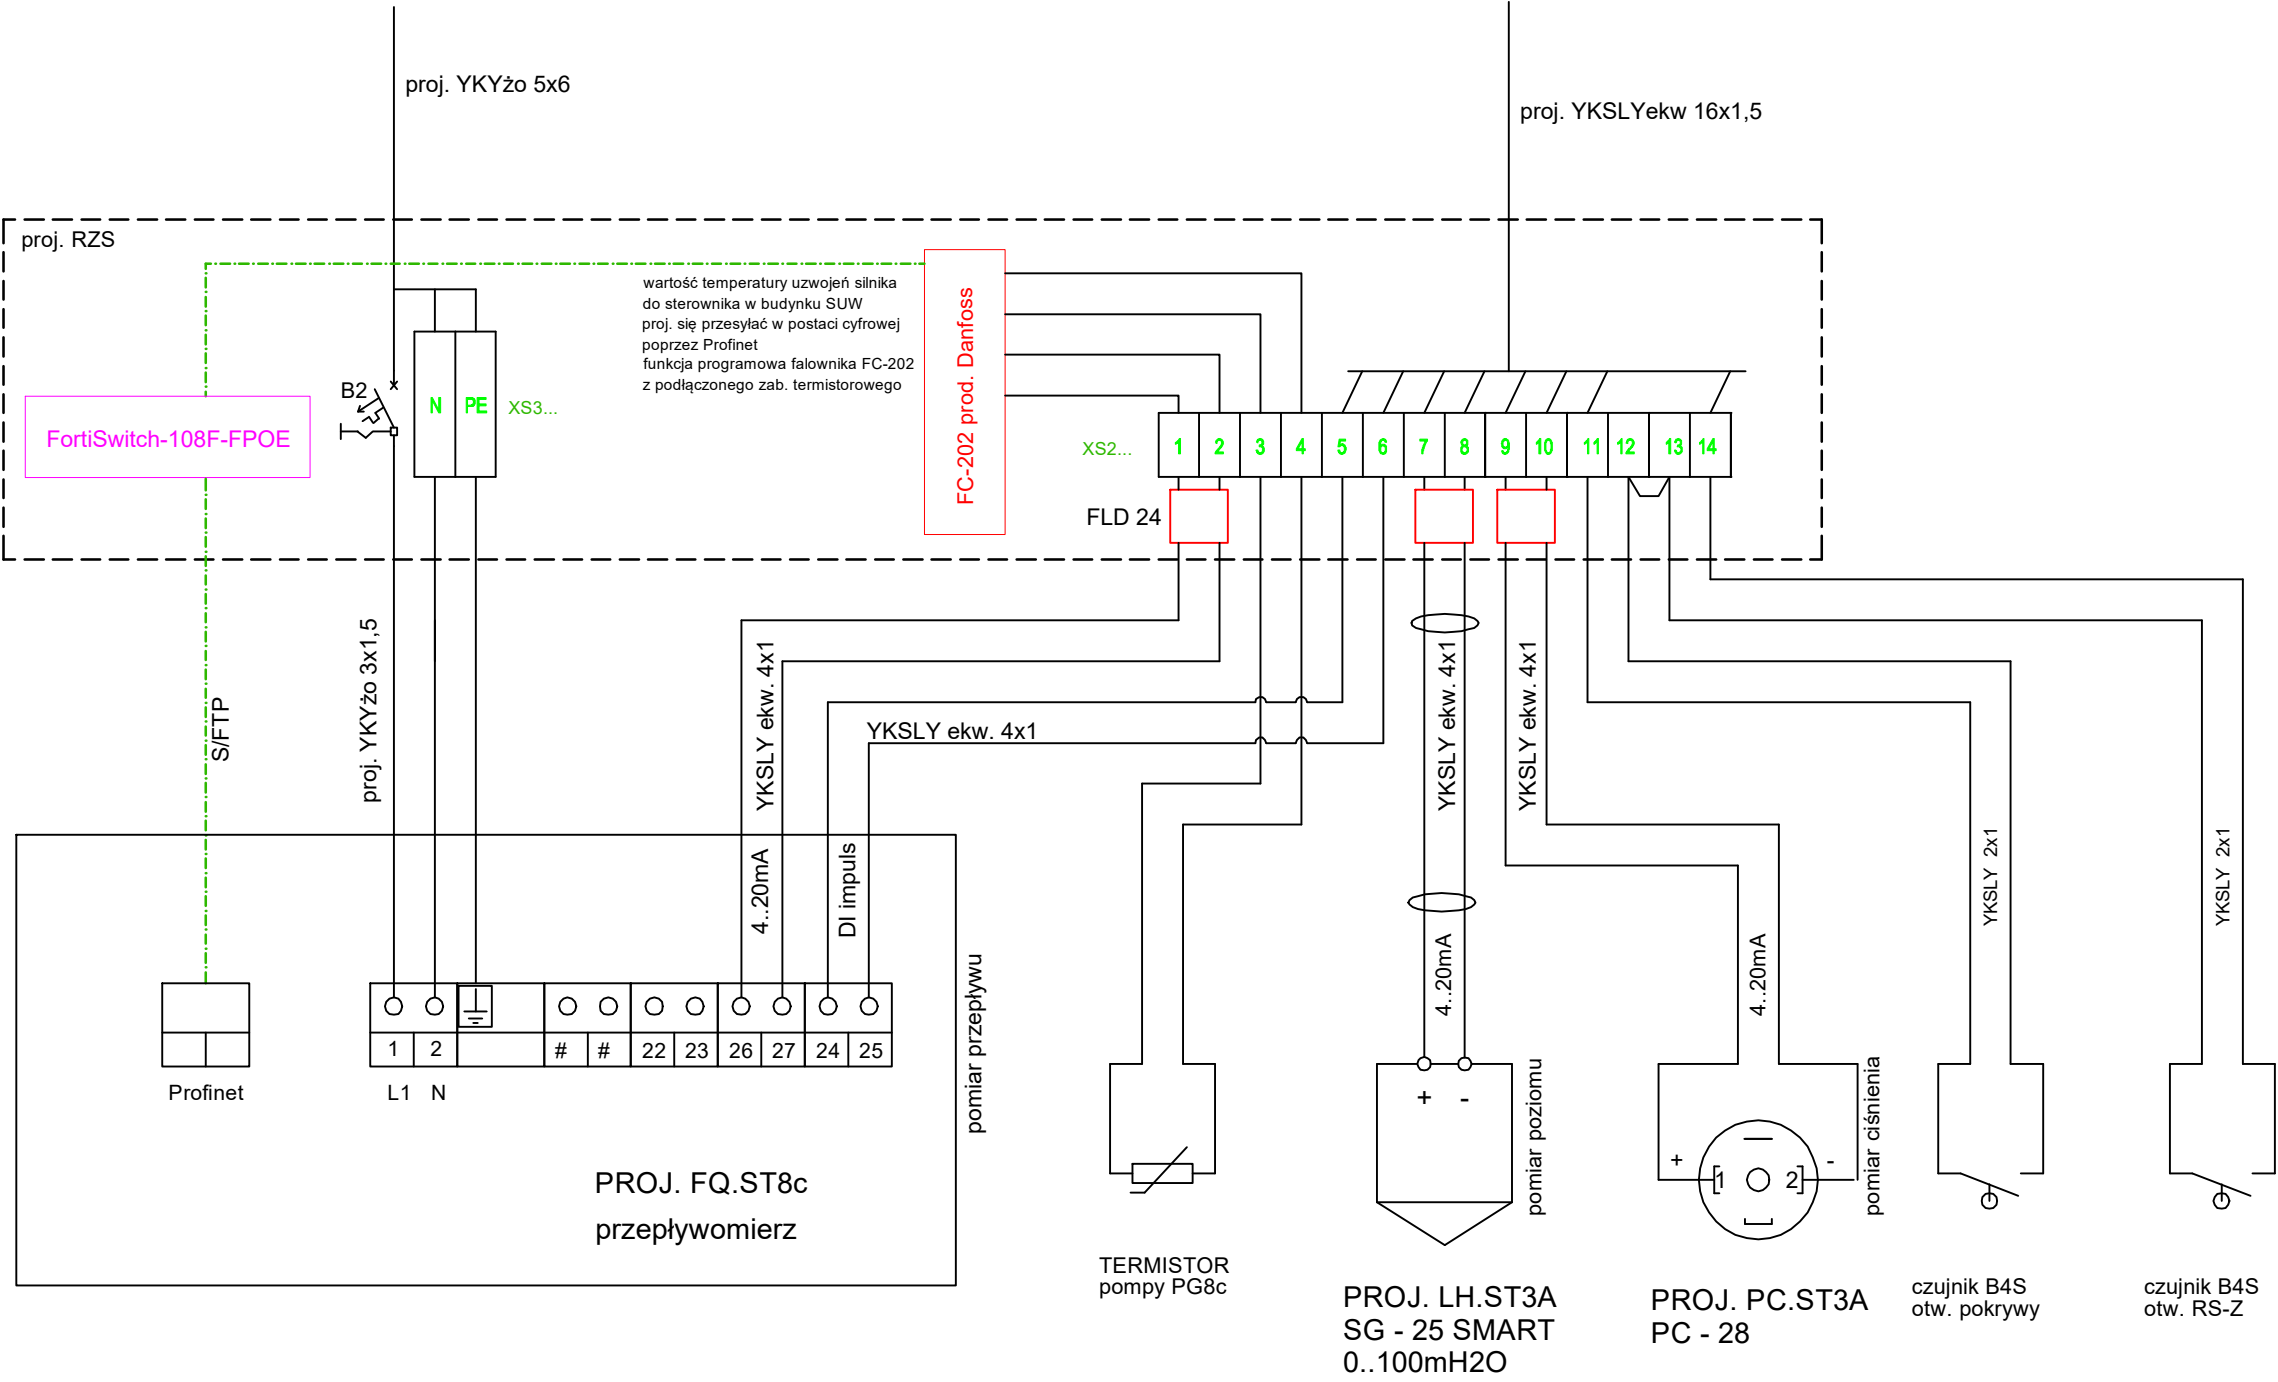 proj. YKYżo 5x6
proj. YKSLYekw 16x1,5
proj. RZS
wartość temperatury uzwojeń silnika
do sterownika w budynku SUW
proj. się przesyłać w postaci cyfrowej
poprzez Profinet
funkcja programowa falownika FC-202
z podłączonego zab. termistorowego
FC-202 prod. Danfoss
B2
N PE XS3...
FortiSwitch-108F-FPOE
XS2... 1 2 3 4 5 6 7 8 9 10 11 12 13 14
FLD 24
S/FTP
proj. YKYżo 3x1,5
YKSLY ekw. 4x1
YKSLY ekw. 4x1
YKSLY ekw. 4x1
YKSLY ekw. 4x1
YKSLY 2x1
YKSLY 2x1
4..20mA
DI impuls
4..20mA
4..20mA
pomiar przepływu
1 2 # # 22 23 26 27 24 25
Profinet
L1 N
PROJ. FQ.ST8c
przepływomierz
+ -
pomiar poziomu
+ 1 2 -
pomiar ciśnienia
TERMISTOR
pompy PG8c
PROJ. LH.ST3A
SG - 25 SMART
0..100mH2O
PROJ. PC.ST3A
PC - 28
czujnik B4S
otw. pokrywy
czujnik B4S
otw. RS-Z